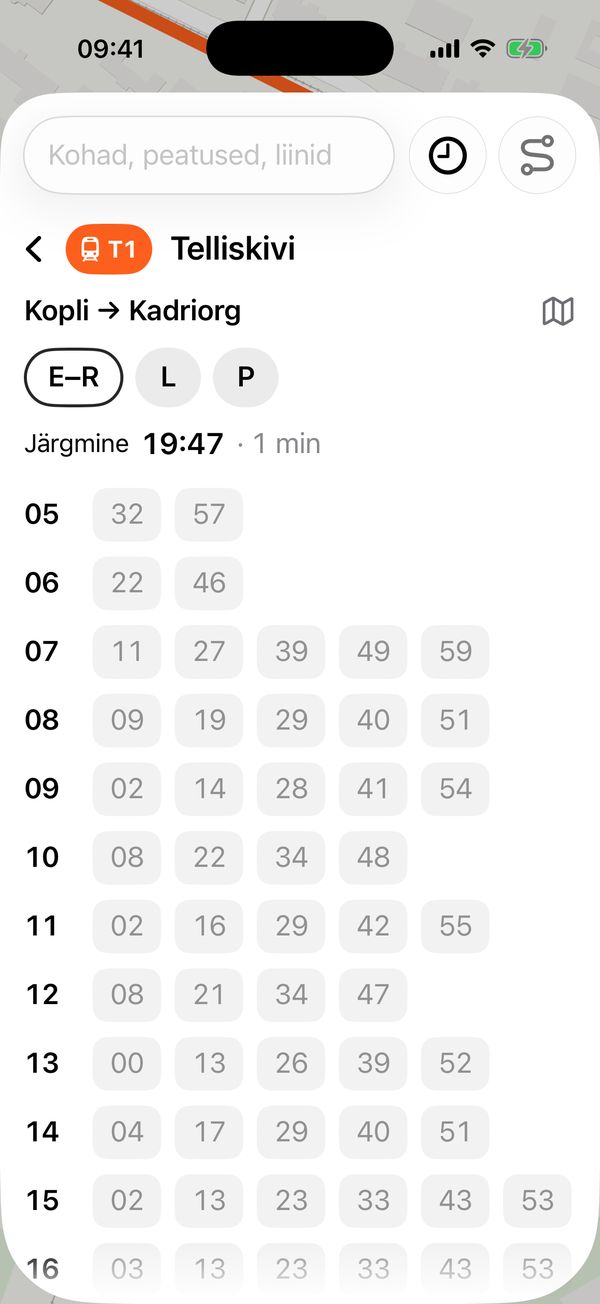 09:41
Kohad, peatused, liinid
T1 Telliskivi
Kopli → Kadriorg
E–R L P
Järgmine 19:47 · 1 min
05 32 57
06 22 46
07 11 27 39 49 59
08 09 19 29 40 51
09 02 14 28 41 54
10 08 22 34 48
11 02 16 29 42 55
12 08 21 34 47
13 00 13 26 39 52
14 04 17 29 40 51
15 02 13 23 33 43 53
16 03 13 23 33 43 53